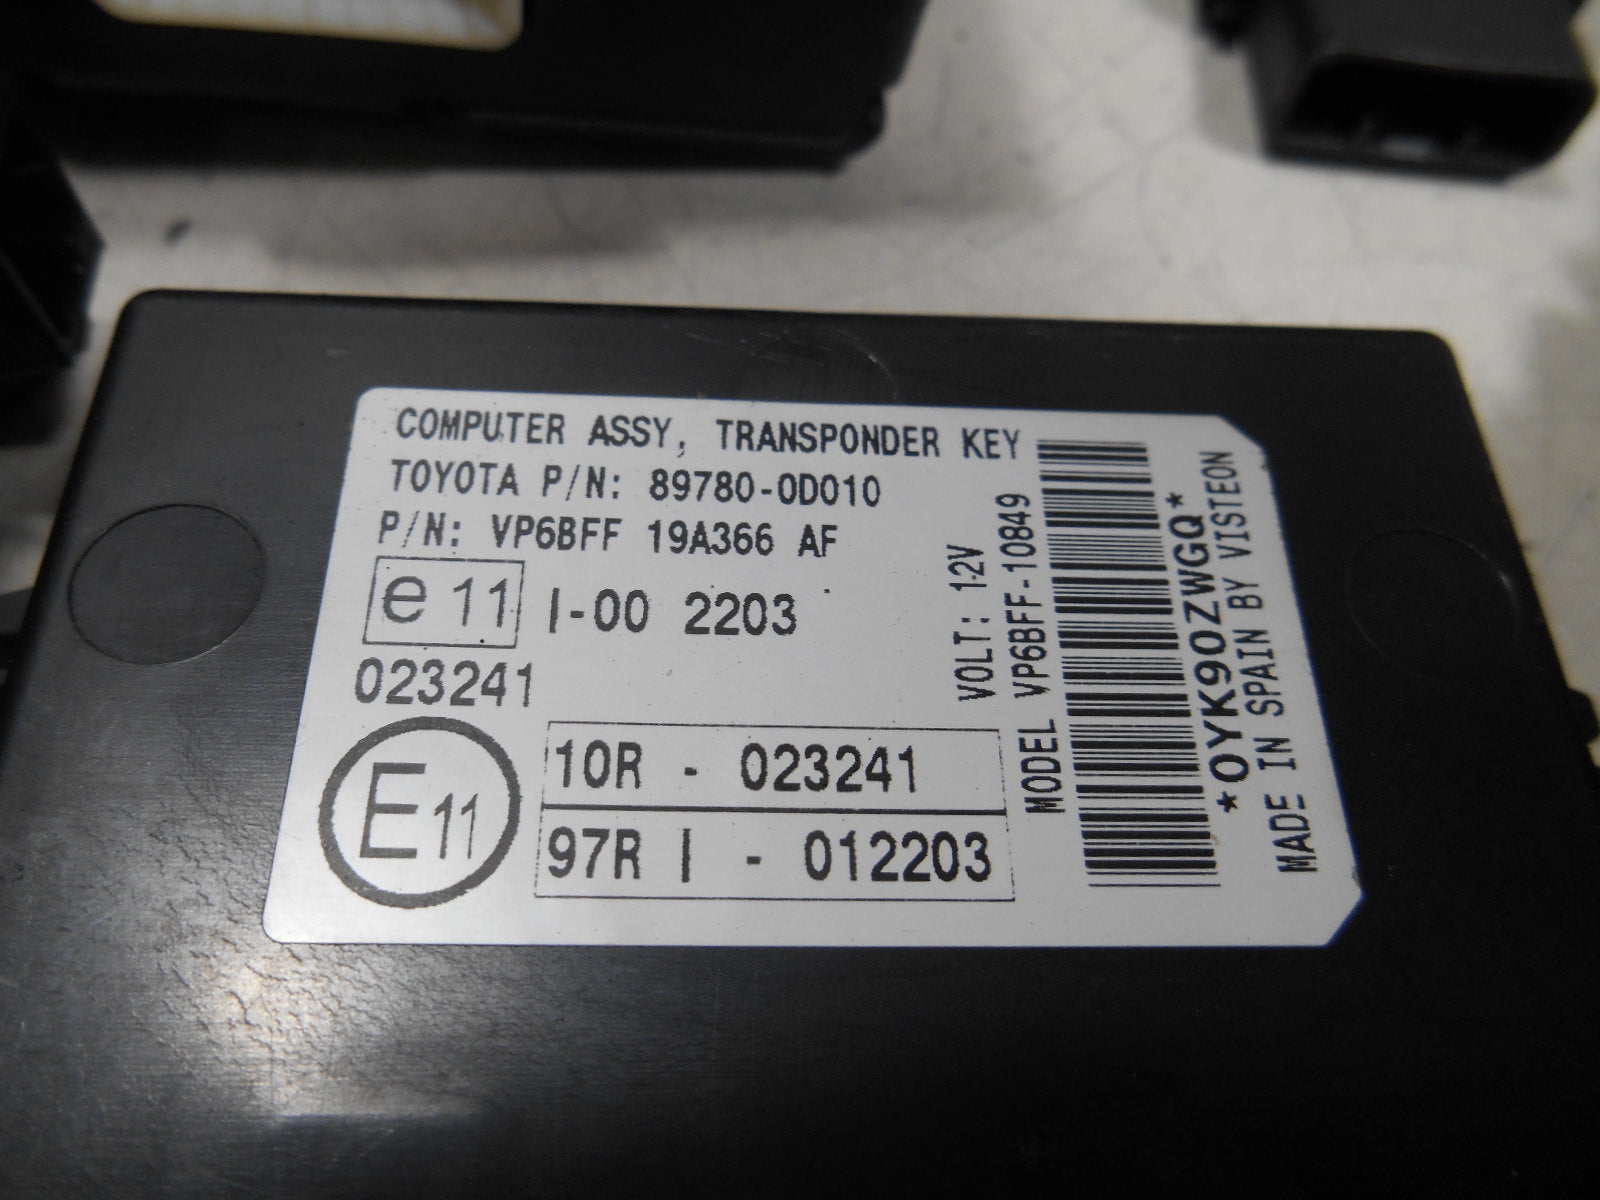 COMPUTER ASSY, TRANSPONDER KEY
TOYOTA P/N: 89780-0D010
P/N: VP6BFF 19A366 AF
e 11 I-00 2203
023241
E 11
10R - 023241
97R I - 012203
VOLT: 12V
MODEL VP6BFF-10849
*0YK90ZWGQ*
MADE IN SPAIN BY VISTEON